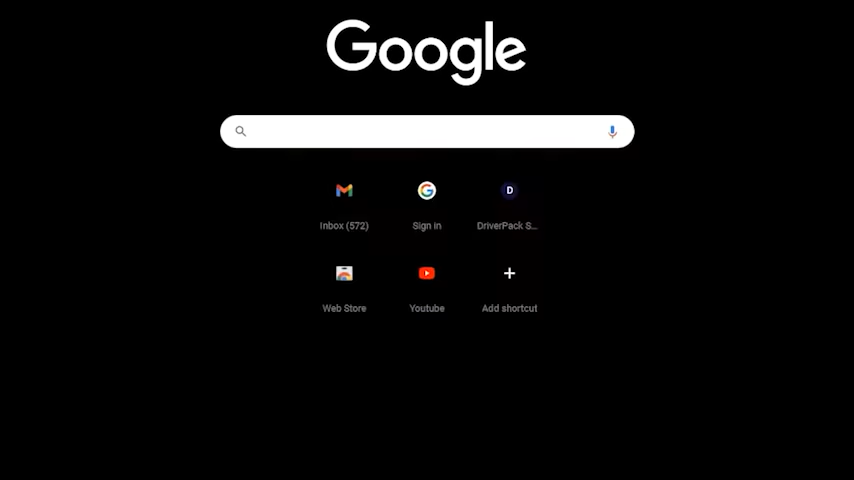 Google
D
Inbox (572)
Sign in
DriverPack S...
Web Store
Youtube
Add shortcut